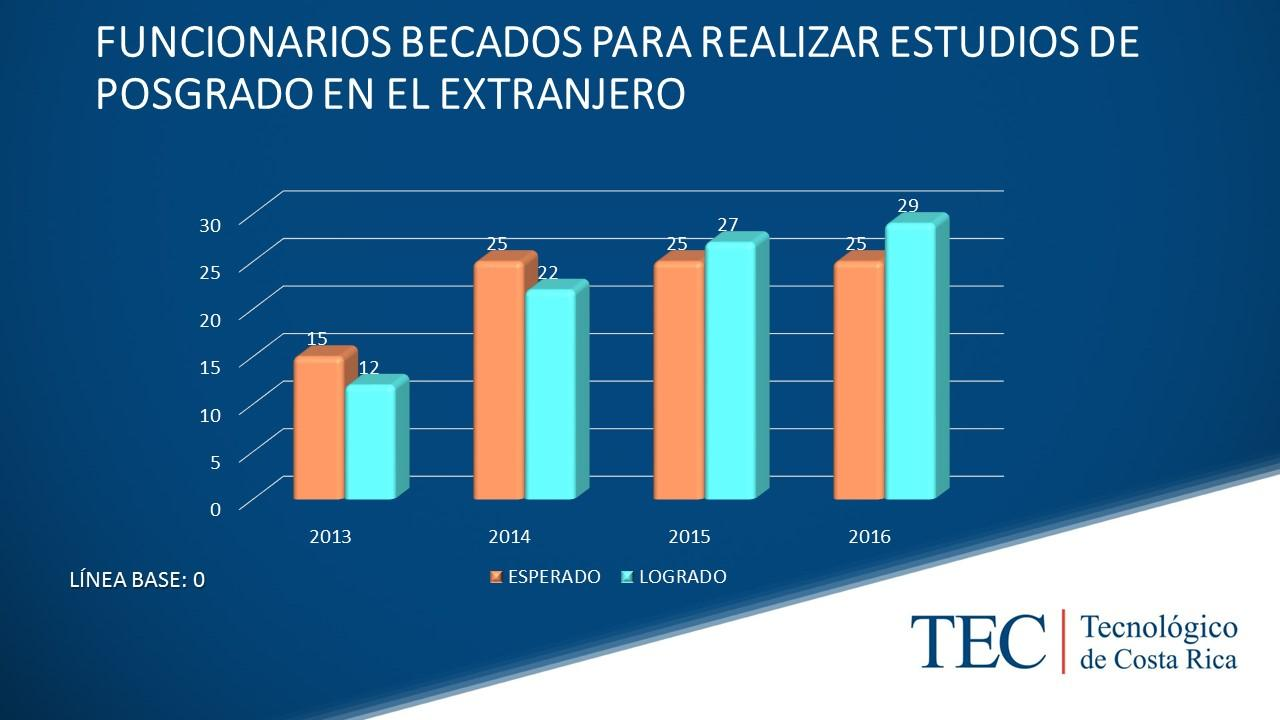 FUNCIONARIOS BECADOS PARA REALIZAR ESTUDIOS DE
POSGRADO EN EL EXTRANJERO
30
25
20
15
10
5
0
15
12
25
22
25
27
25
29
2013
2014
2015
2016
LÍNEA BASE: 0
ESPERADO
LOGRADO
TEC
Tecnológico
de Costa Rica